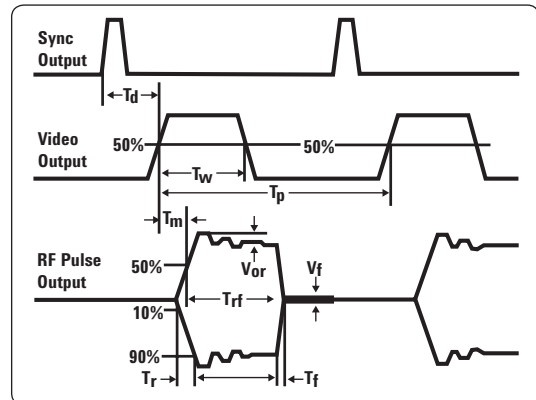 Sync
Output
Td
Video
Output
50%
50%
Tw
Tp
Tm
RF Pulse
Output
50%
Vor
Vf
Trf
10%
90%
Tr
Tf